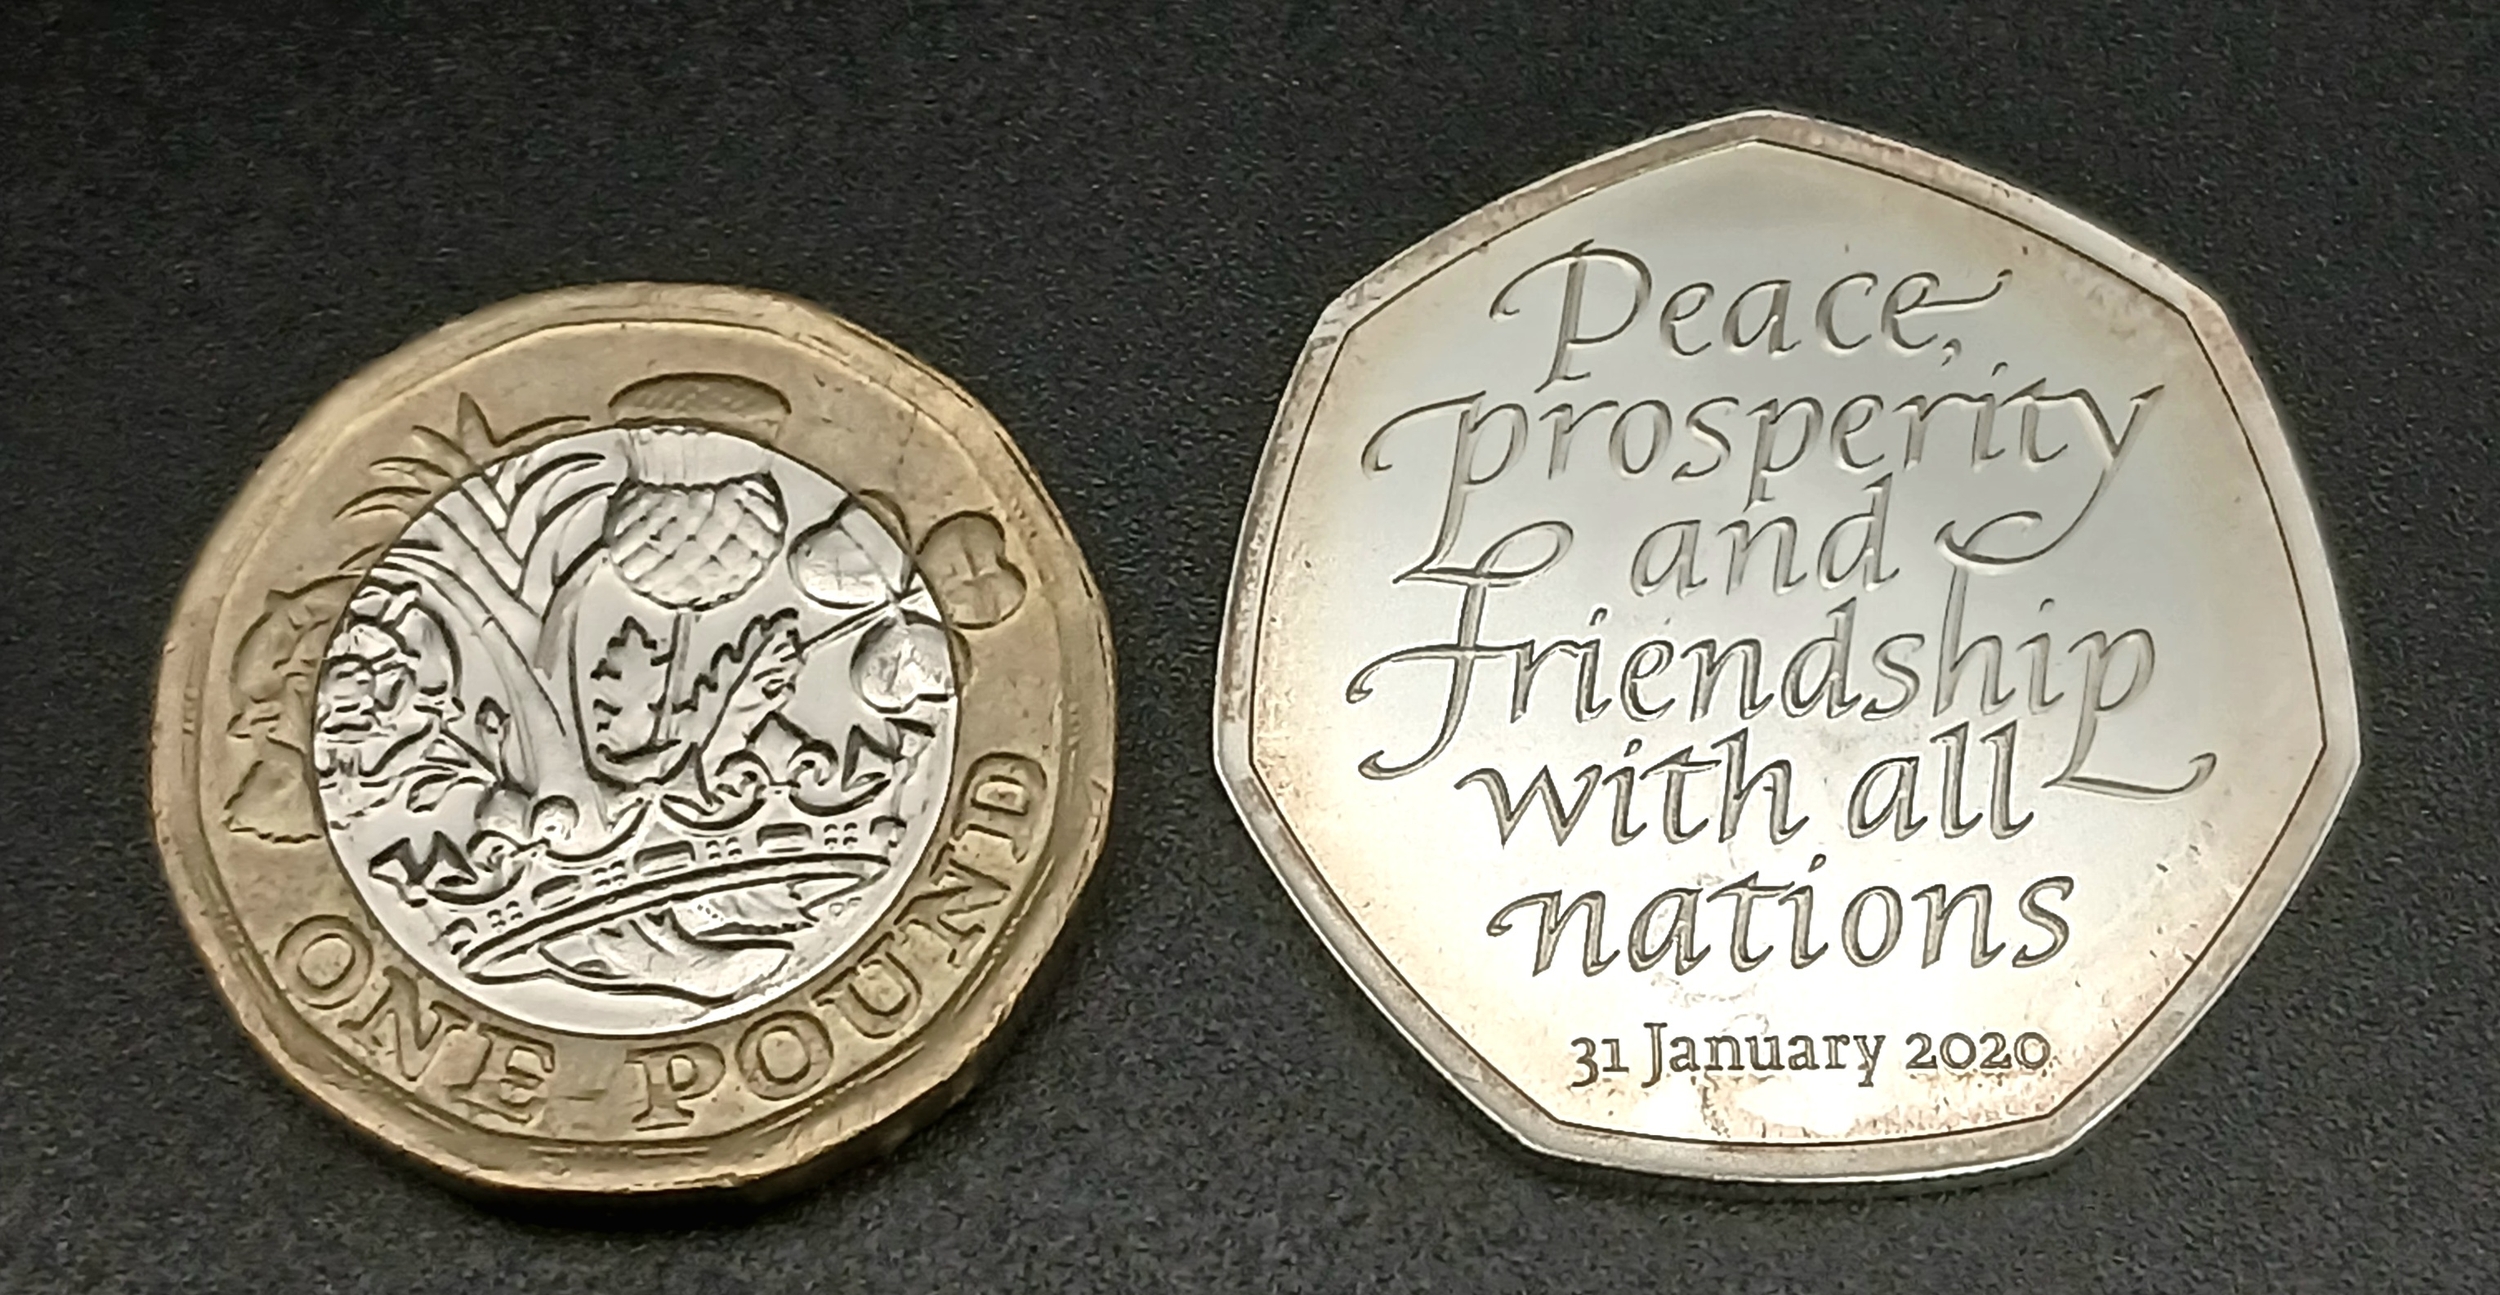 ONE POUND
Peace,
prosperity
and
Friendship
with all
nations
31 January 2020